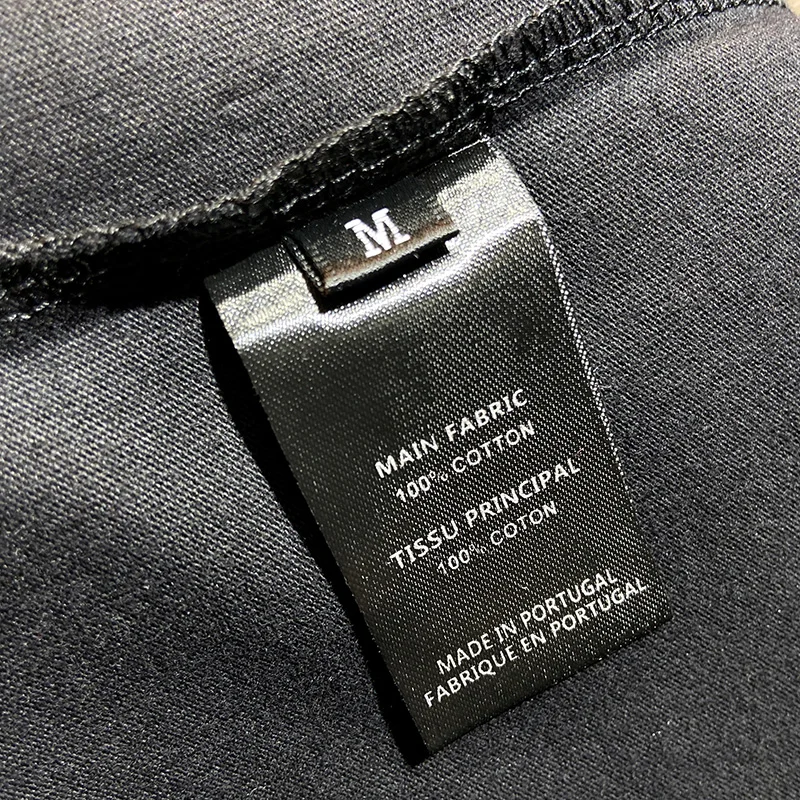 M
MAIN FABRIC
100% COTTON
TISSU PRINCIPAL
100% COTON
MADE IN PORTUGAL
FABRIQUE EN PORTUGAL